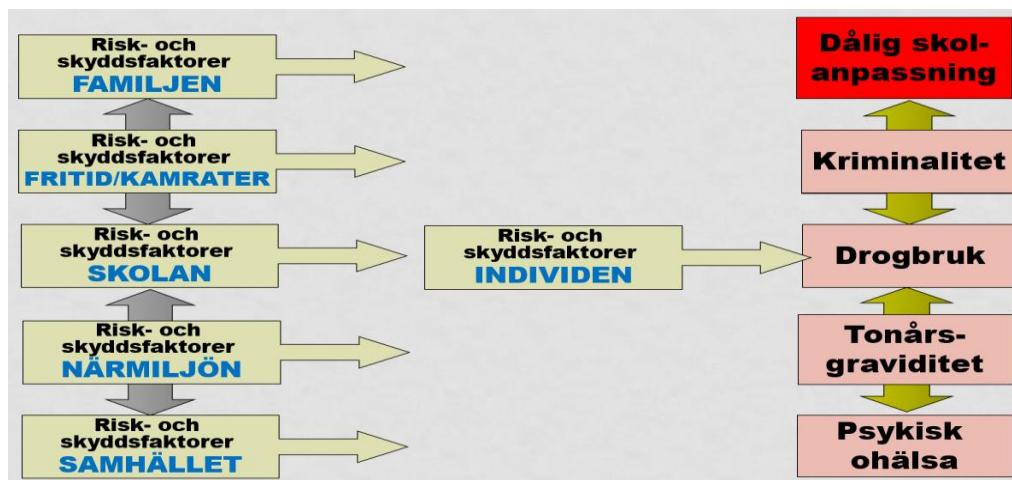 Risk- och
skyddsfaktorer
FAMILJEN
Risk- och
skyddsfaktorer
FRITID/KAMRATER
Risk- och
skyddsfaktorer
SKOLAN
Risk- och
skyddsfaktorer
NÄRMILJÖN
Risk- och
skyddsfaktorer
SAMHÄLLET
Risk- och
skyddsfaktorer
INDIVIDEN
Dålig skol-
anpassning
Kriminalitet
Drogbruk
Tonårs-
graviditet
Psykisk
ohälsa